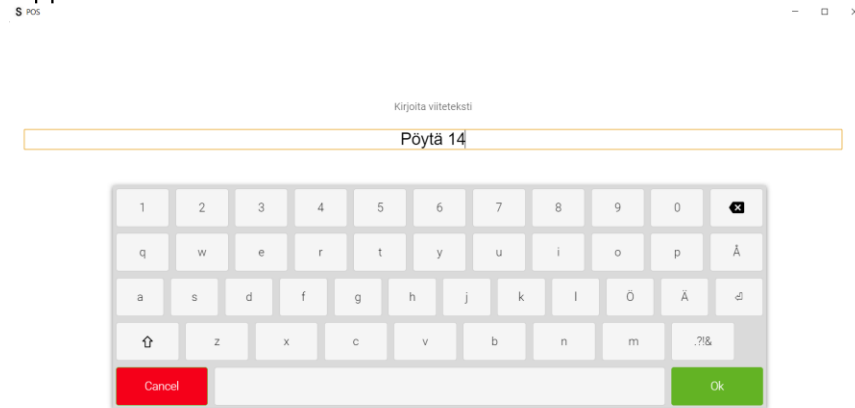 S POS
Kirjoita viiteteksti
Pöytä 14
1 2 3 4 5 6 7 8 9 0
q w e r t y u i o p Å
a s d f g h j k l Ö Ä
z x c v b n m .?!&
Cancel Ok